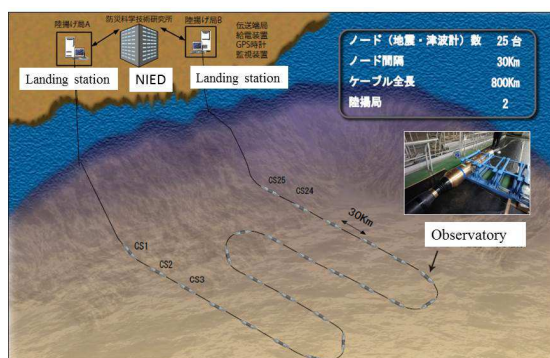 陸揚げ局A
防災科学技術研究所
陸揚げ局B
伝送端局
給電装置
GPS時計
監視装置
Landing station
NIED
Landing station
ノード（地震・津波計）数 25 台
ノード間隔 30Km
ケーブル全長 800Km
陸揚局 2
CS25
CS24
30Km
Observatory
CS1
CS2
CS3